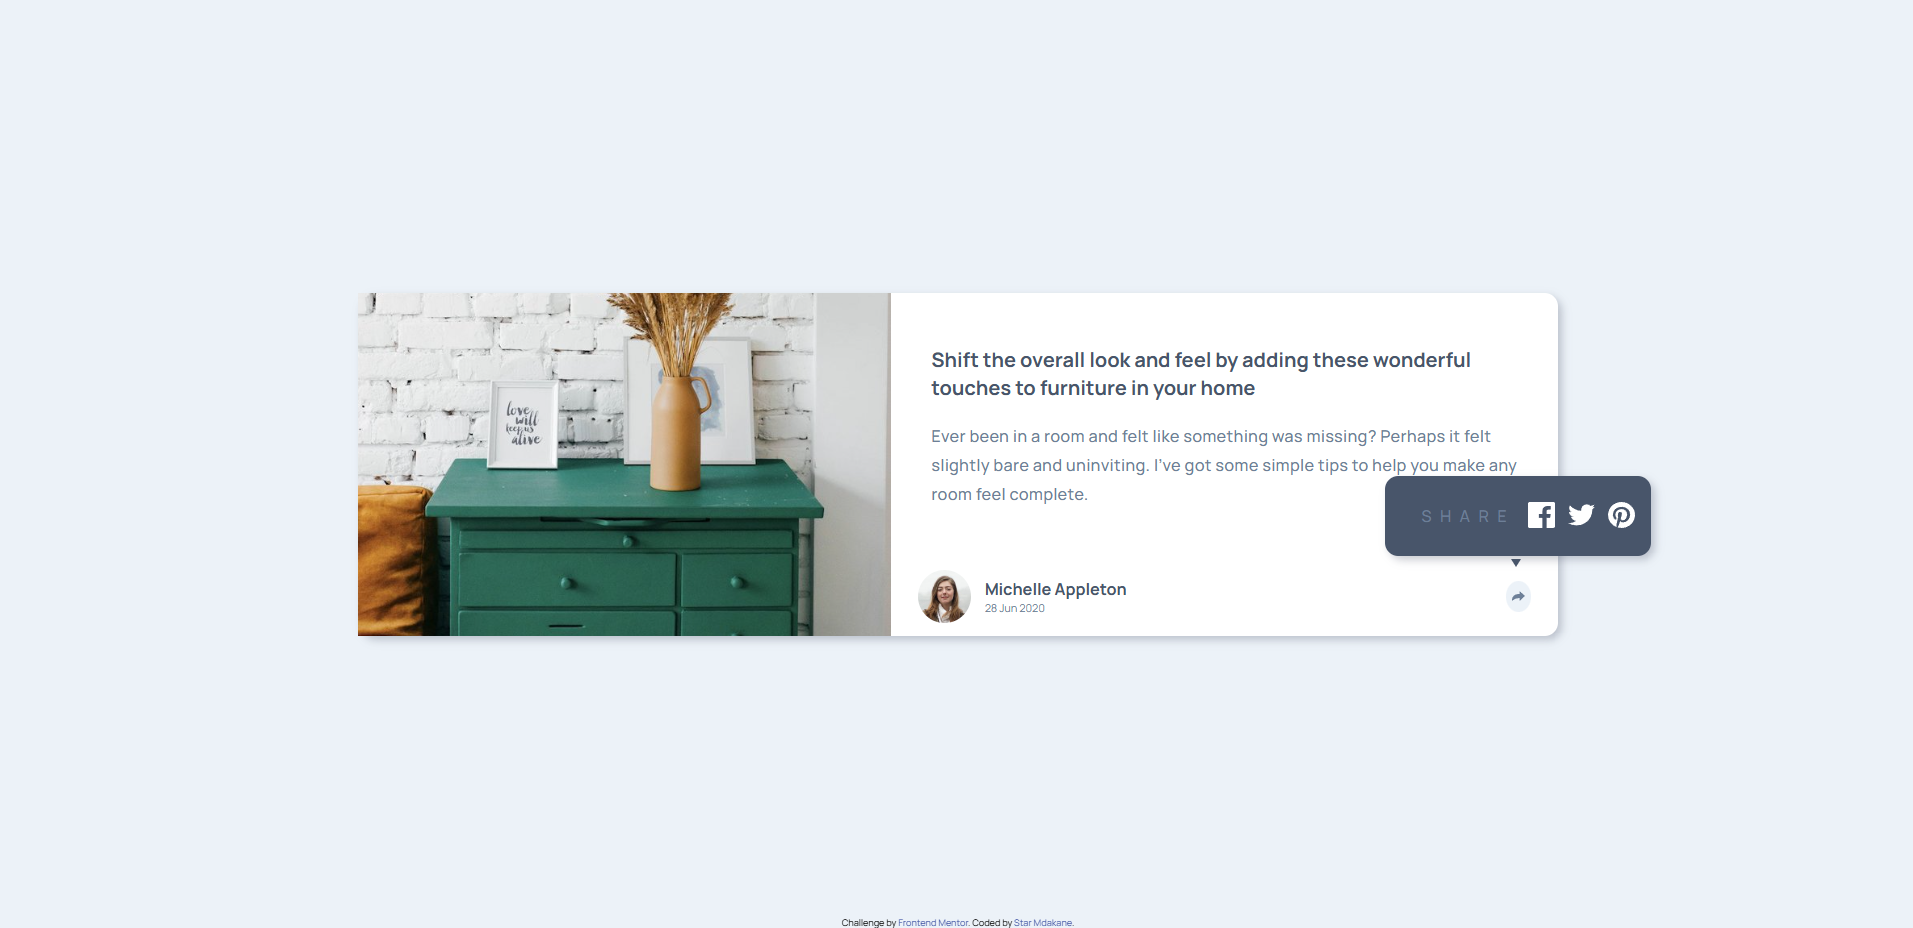 love
will
keep us
alive
Shift the overall look and feel by adding these wonderful
touches to furniture in your home
Ever been in a room and felt like something was missing? Perhaps it felt
slightly bare and uninviting. I've got some simple tips to help you make any
room feel complete.
SHARE
Michelle Appleton
28 Jun 2020
Challenge by Frontend Mentor. Coded by Star Mdakane.